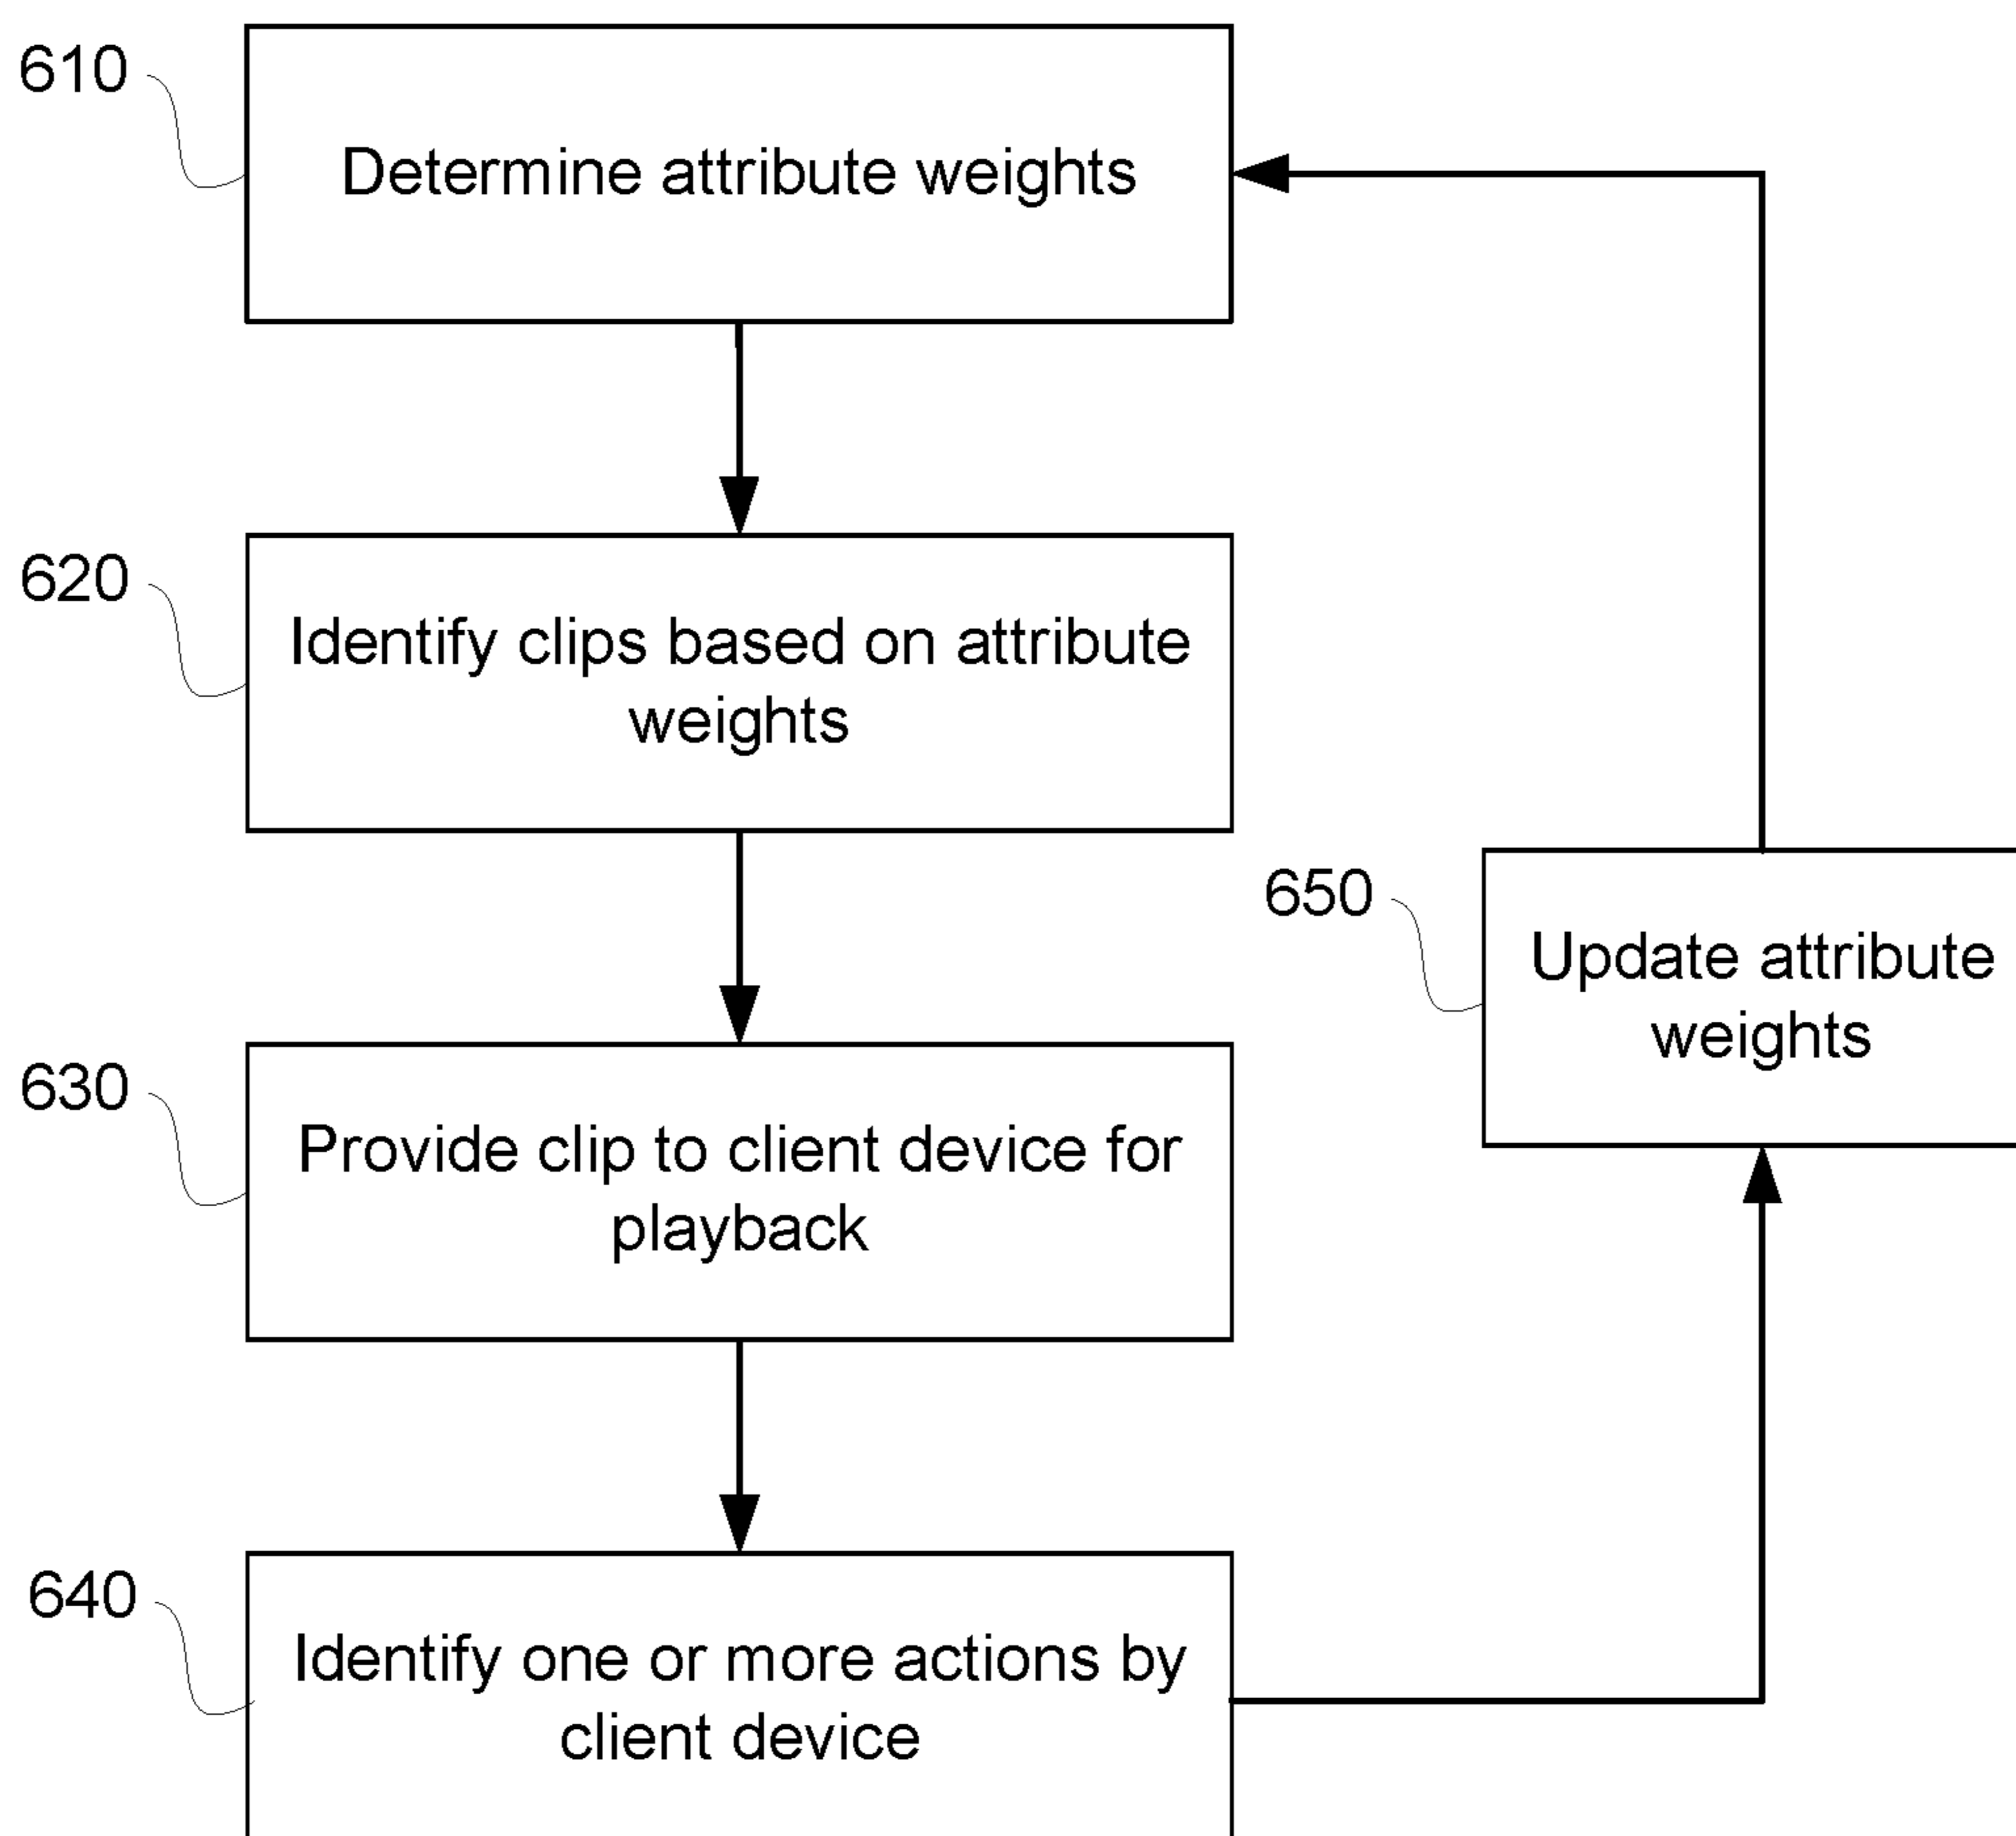 610
Determine attribute weights
620
Identify clips based on attribute
weights
630
Provide clip to client device for
playback
640
Identify one or more actions by
client device
650
Update attribute
weights